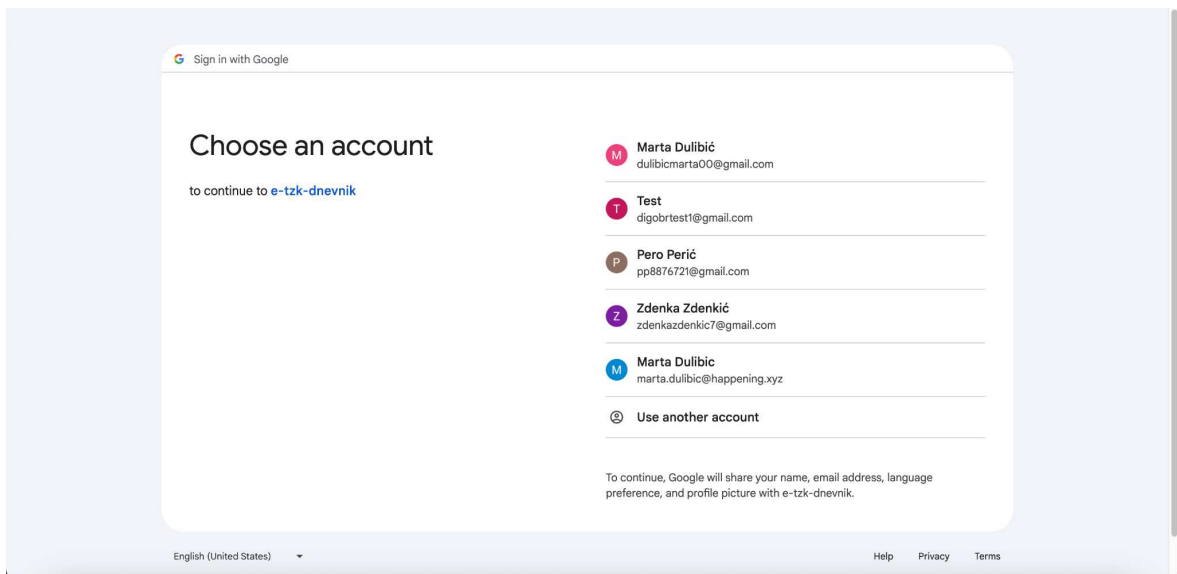 Sign in with Google
Choose an account
to continue to e-tzk-dnevnik
M
Marta Dulibić
dulibicmarta00@gmail.com
T
Test
digobrtest1@gmail.com
P
Pero Perić
pp8876721@gmail.com
Z
Zdenka Zdenkić
zdenkazdenkic7@gmail.com
M
Marta Dulibic
marta.dulibic@happening.xyz
Use another account
To continue, Google will share your name, email address, language
preference, and profile picture with e-tzk-dnevnik.
English (United States)
Help Privacy Terms